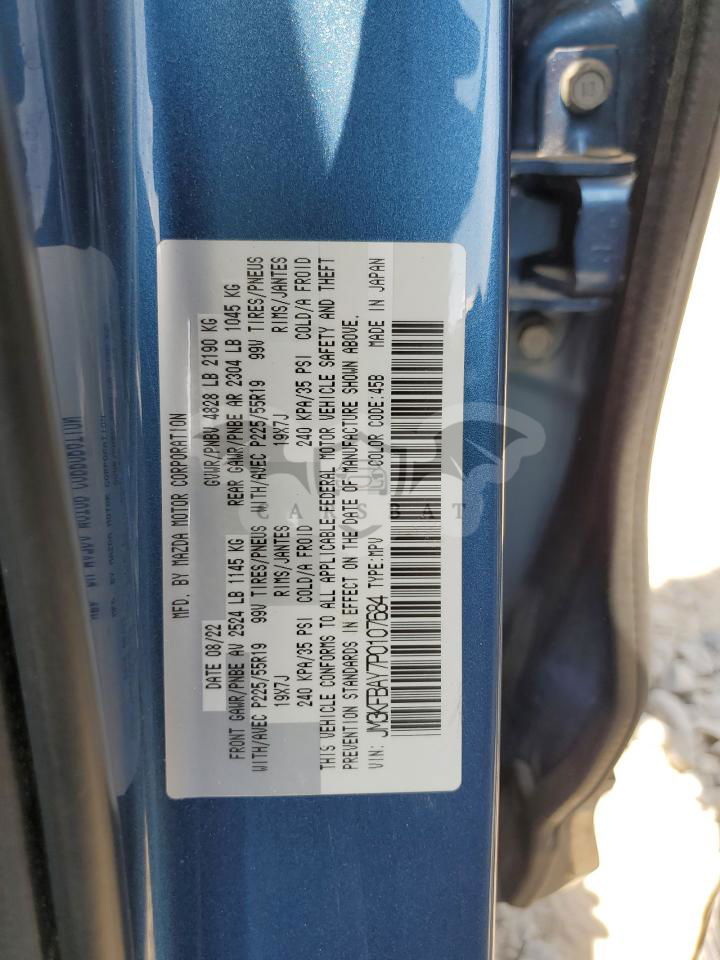 MFD. BY MAZDA MOTOR CORPORATION
DATE 08/22 GVWR/PNBV 4828 LB 2190 KG
FRONT GAWR/PNBE AV 2524 LB 1145 KG REAR GAWR/PNBE AR 2304 LB 1045 KG
WITH/AVEC P225/55R19 99V TIRES/PNEUS WITH/AVEC P225/55R19 99V TIRES/PNEUS
19X7J RIMS/JANTES 19X7J RIMS/JANTES
240 KPA/35 PSI COLD/A FROID 240 KPA/35 PSI COLD/A FROID
THIS VEHICLE CONFORMS TO ALL APPLICABLE FEDERAL MOTOR VEHICLE SAFETY AND THEFT
PREVENTION STANDARDS IN EFFECT ON THE DATE OF MANUFACTURE SHOWN ABOVE.
VIN: JM3KFBAY7P0107684 TYPE:MPV COLOR CODE:45B MADE IN JAPAN
CARSBAT